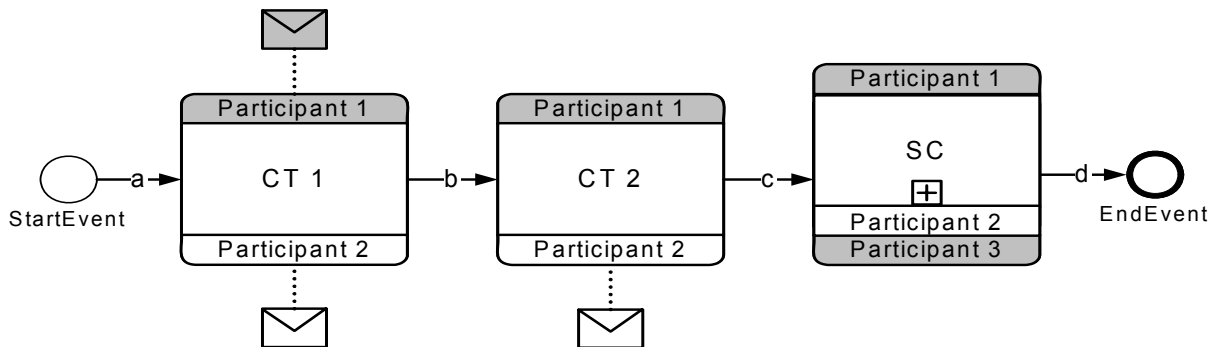 StartEvent
a
Participant 1
CT 1
Participant 2
b
Participant 1
CT 2
Participant 2
c
Participant 1
SC
Participant 2
Participant 3
d
EndEvent